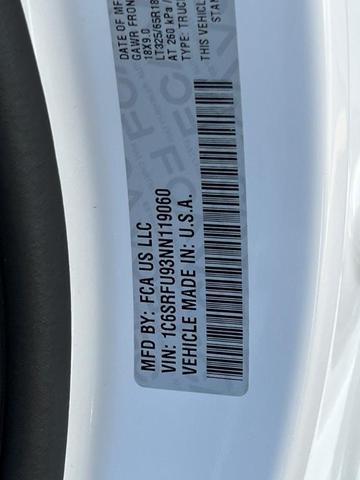 DATE OF MF
GAWR FRON
18X9.0
LT325/65R18
AT 260 kPa /
THIS VEHICLE
STAN
TYPE: TRUCK
MFD BY: FCA US LLC
VIN: 1C6SRFU93NN119060
VEHICLE MADE IN: U.S.A.